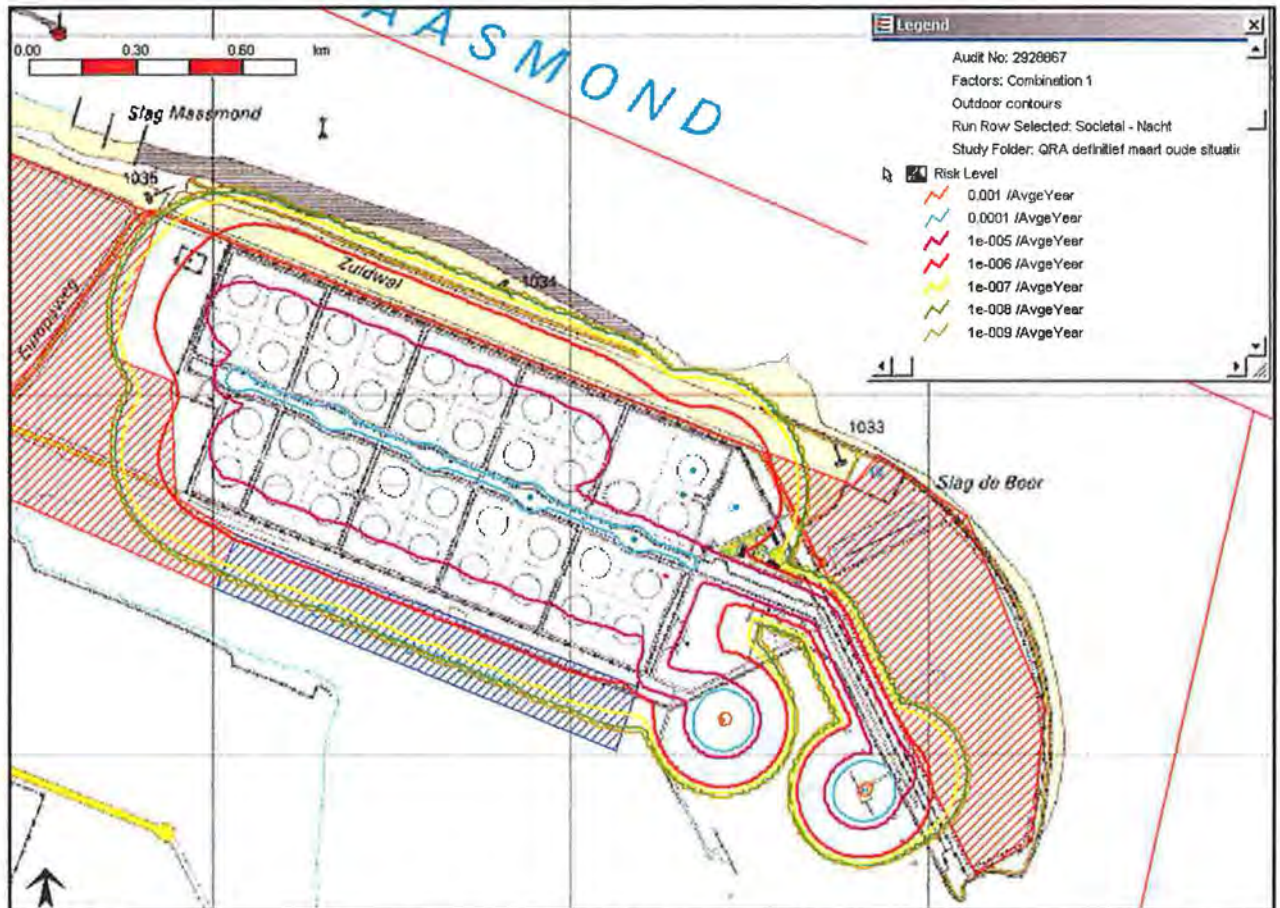 AASMOND
0.00 0.30 0.60 km
Slag Maasmond
1035
Zuidwal
1034
Europaweg
1033
Slag de Beer
Legend
Audit No: 2928867
Factors: Combination 1
Outdoor contours
Run Row Selected: Societal - Nacht
Study Folder: QRA definitief maart oude situatie
Risk Level
0.001 /AvgeYear
0.0001 /AvgeYear
1e-005 /AvgeYear
1e-006 /AvgeYear
1e-007 /AvgeYear
1e-008 /AvgeYear
1e-009 /AvgeYear